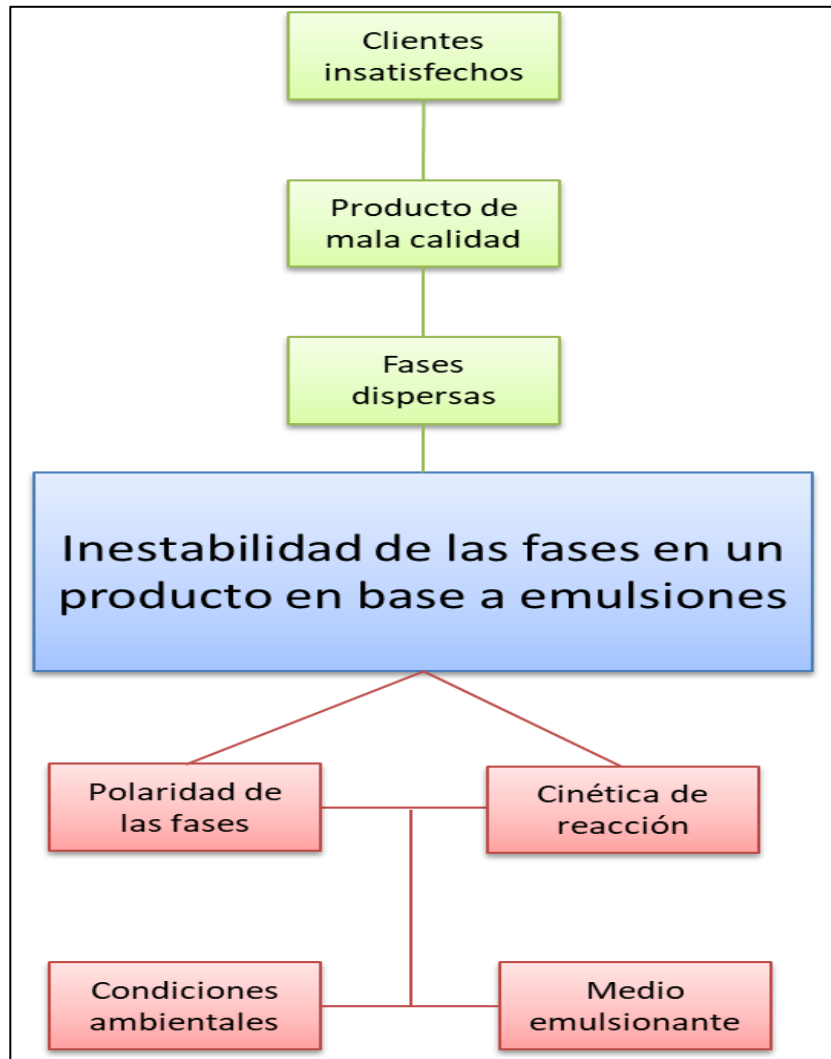 Clientes
insatisfechos
Producto de
mala calidad
Fases
dispersas
Inestabilidad de las fases en un
producto en base a emulsiones
Polaridad de
las fases
Cinética de
reacción
Condiciones
ambientales
Medio
emulsionante